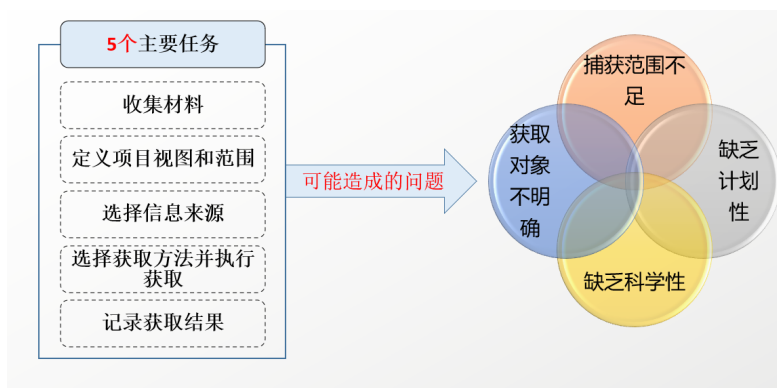 5个主要任务
收集材料
定义项目视图和范围
选择信息来源
选择获取方法并执行
获取
记录获取结果
可能造成的问题
捕获范围不
足
获取
对象
不明
确
缺乏
计划
性
缺乏科学性